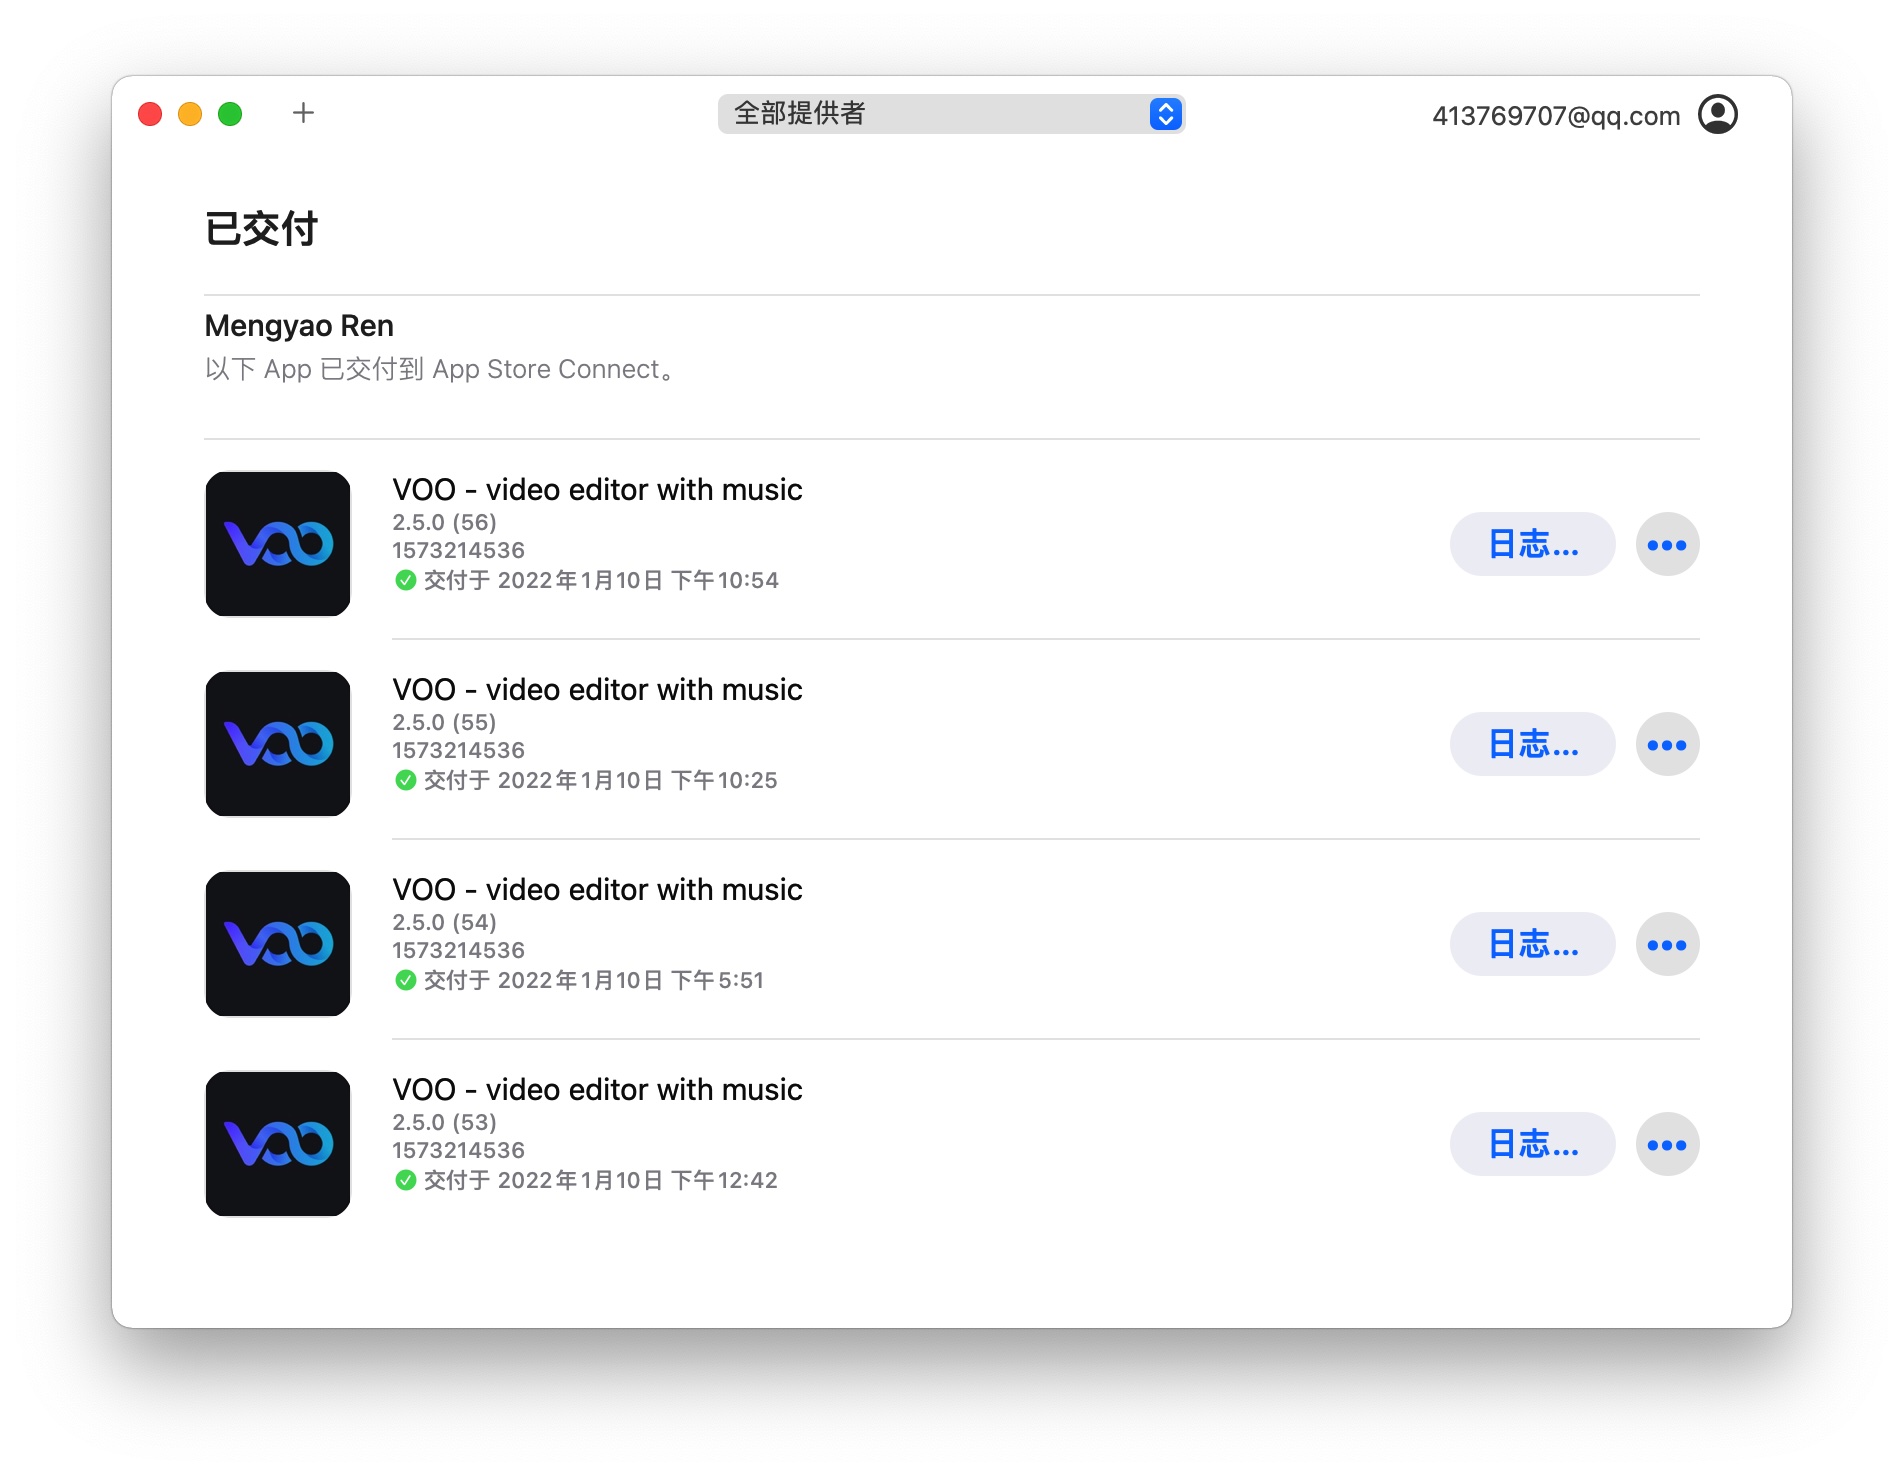 全部提供者
413769707@qq.com
已交付
Mengyao Ren
以下 App 已交付到 App Store Connect。
VOO
VOO - video editor with music
2.5.0 (56)
1573214536
交付于 2022年1月10日 下午10:54
日志...
VOO
VOO - video editor with music
2.5.0 (55)
1573214536
交付于 2022年1月10日 下午10:25
日志...
VOO
VOO - video editor with music
2.5.0 (54)
1573214536
交付于 2022年1月10日 下午5:51
日志...
VOO
VOO - video editor with music
2.5.0 (53)
1573214536
交付于 2022年1月10日 下午12:42
日志...